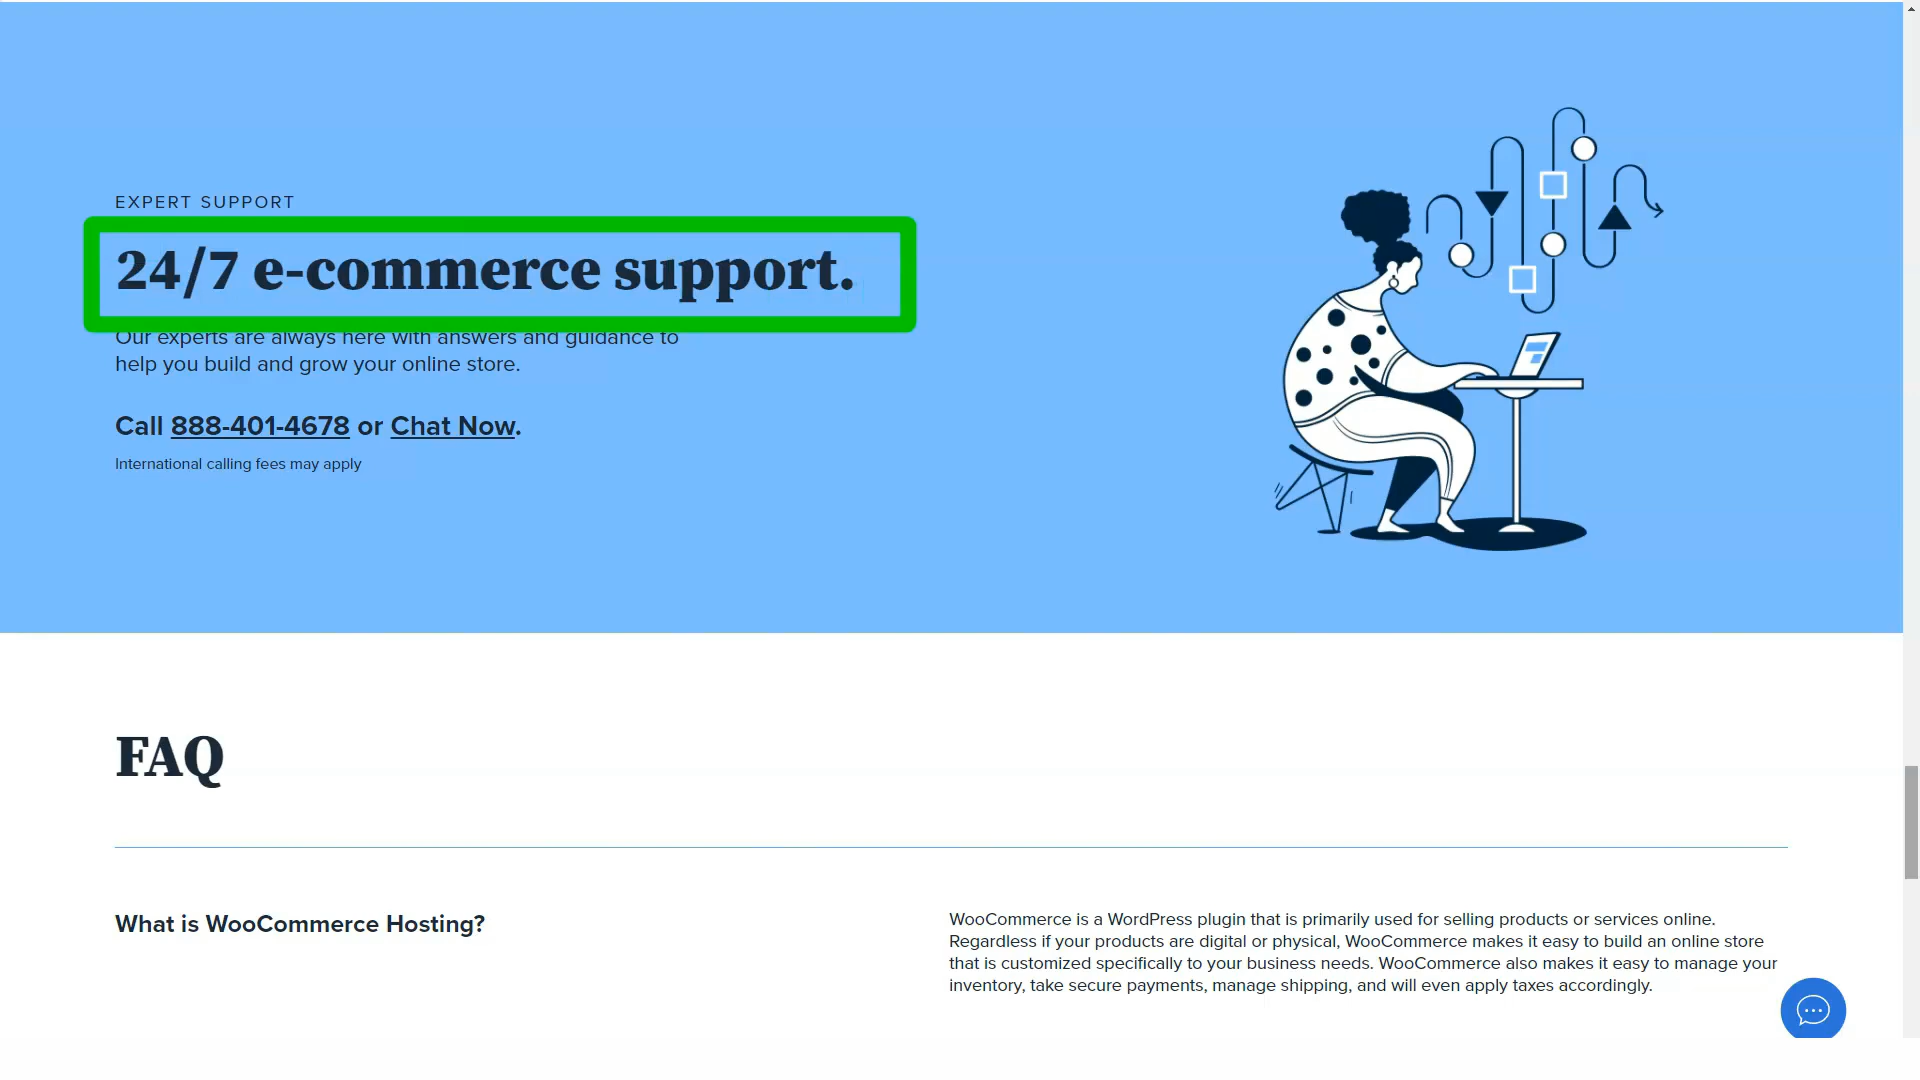 EXPERT SUPPORT
24/7 e-commerce support.
Our experts are always here with answers and guidance to
help you build and grow your online store.
Call 888-401-4678 or Chat Now.
International calling fees may apply
FAQ
What is WooCommerce Hosting?
WooCommerce is a WordPress plugin that is primarily used for selling products or services online.
Regardless if your products are digital or physical, WooCommerce makes it easy to build an online store
that is customized specifically to your business needs. WooCommerce also makes it easy to manage your
inventory, take secure payments, manage shipping, and will even apply taxes accordingly.